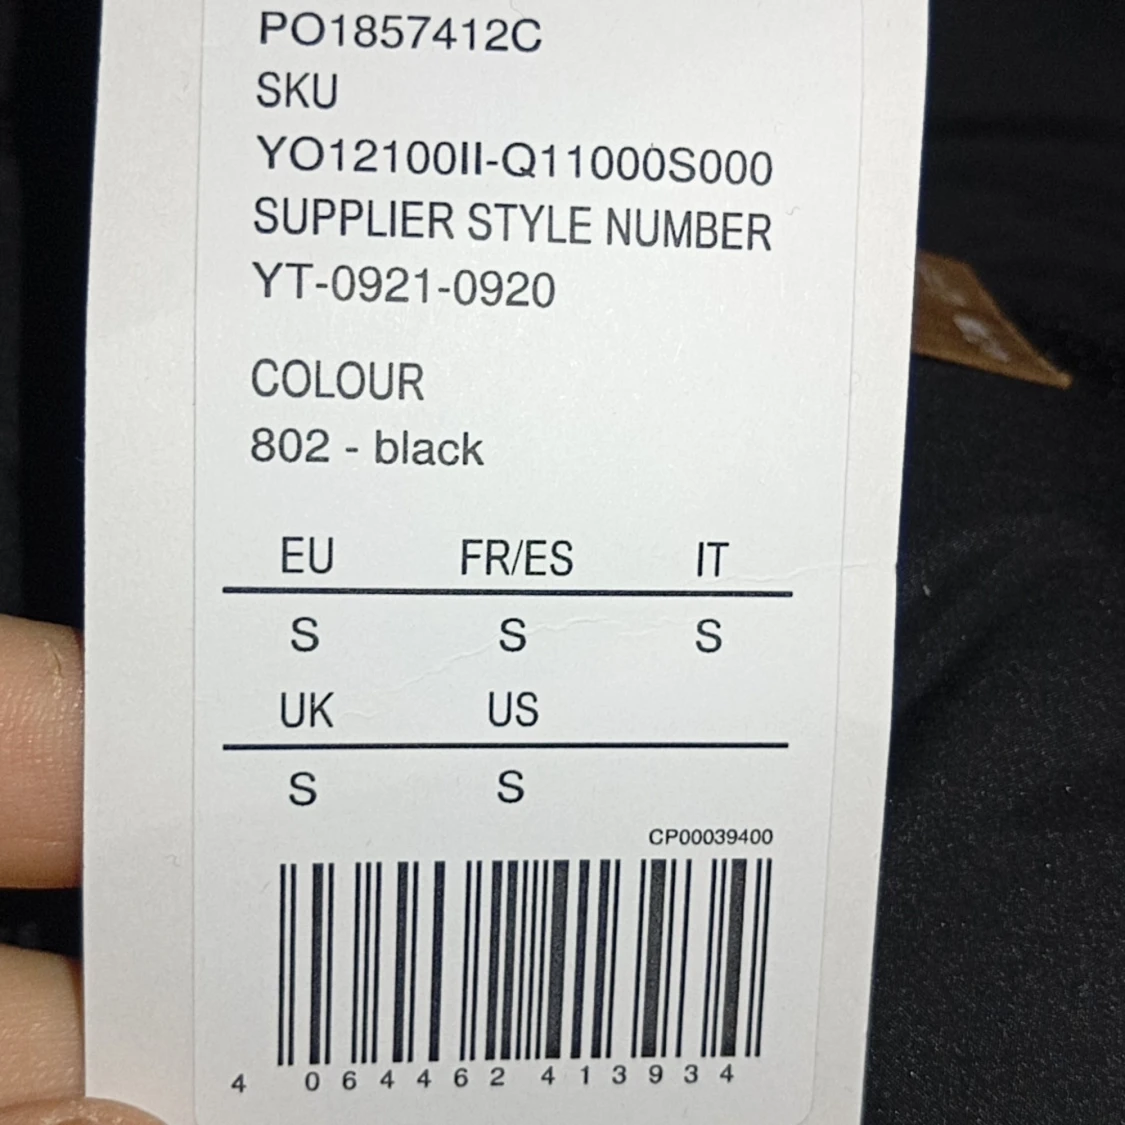 PO1857412C
SKU
YO12100II-Q11000S000
SUPPLIER STYLE NUMBER
YT-0921-0920
COLOUR
802 - black
EU FR/ES IT
S S S
UK US
S S
CP00039400
4 064462 413934